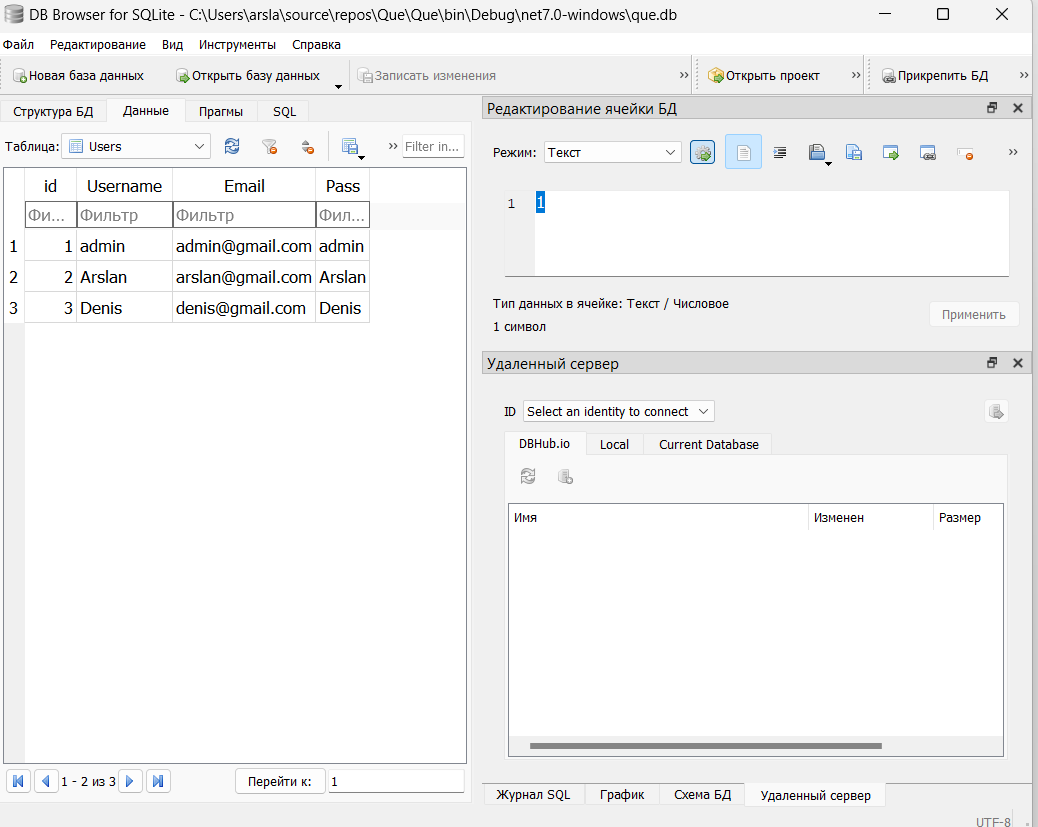 DB Browser for SQLite - C:\Users\arsla\source\repos\Que\Que\bin\Debug\net7.0-windows\que.db
Файл Редактирование Вид Инструменты Справка
Новая база данных Открыть базу данных Записать изменения » Открыть проект » Прикрепить БД »
Структура БД Данные Прагмы SQL
Таблица: Users » Filter in...
id Username Email Pass
Фи... Фильтр Фильтр Фил...
1 1 admin admin@gmail.com admin
2 2 Arslan arslan@gmail.com Arslan
3 3 Denis denis@gmail.com Denis
1 - 2 из 3 Перейти к: 1
Редактирование ячейки БД
Режим: Текст »
1 1
Тип данных в ячейке: Текст / Числовое
1 символ
Применить
Удаленный сервер
ID Select an identity to connect
DBHub.io Local Current Database
Имя Изменен Размер
Журнал SQL График Схема БД Удаленный сервер
UTF-8